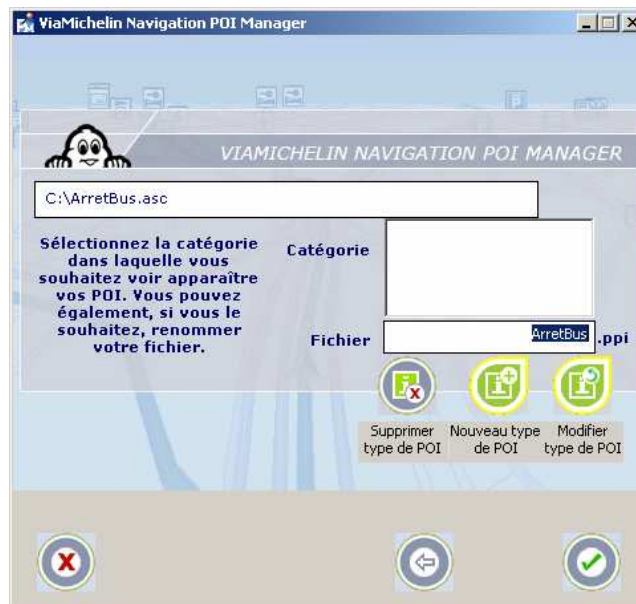 ViaMichelin Navigation POI Manager
VIAMICHELIN NAVIGATION POI MANAGER
C:\ArretBus.asc
Sélectionnez la catégorie
dans laquelle vous
souhaitez voir apparaître
vos POI. Vous pouvez
également, si vous le
souhaitez, renommer
votre fichier.
Catégorie
Fichier
ArretBus .ppi
Supprimer
type de POI
Nouveau type
de POI
Modifier
type de POI